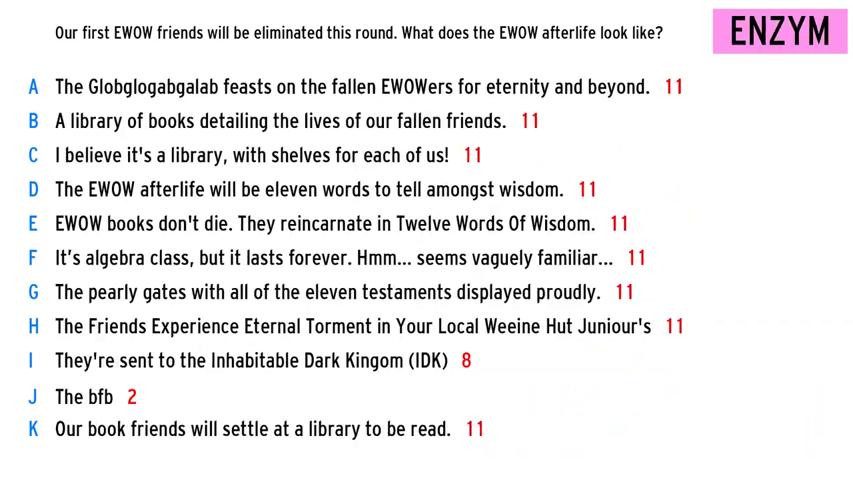 Our first EWOW friends will be eliminated this round. What does the EWOW afterlife look like?
ENZYM
A The Globglogabgalab feasts on the fallen EWOWers for eternity and beyond. 11
B A library of books detailing the lives of our fallen friends. 11
C I believe it's a library, with shelves for each of us! 11
D The EWOW afterlife will be eleven words to tell amongst wisdom. 11
E EWOW books don't die. They reincarnate in Twelve Words Of Wisdom. 11
F It’s algebra class, but it lasts forever. Hmm... seems vaguely familiar... 11
G The pearly gates with all of the eleven testaments displayed proudly. 11
H The Friends Experience Eternal Torment in Your Local Weeine Hut Juniour's 11
I They're sent to the Inhabitable Dark Kingom (IDK) 8
J The bfb 2
K Our book friends will settle at a library to be read. 11